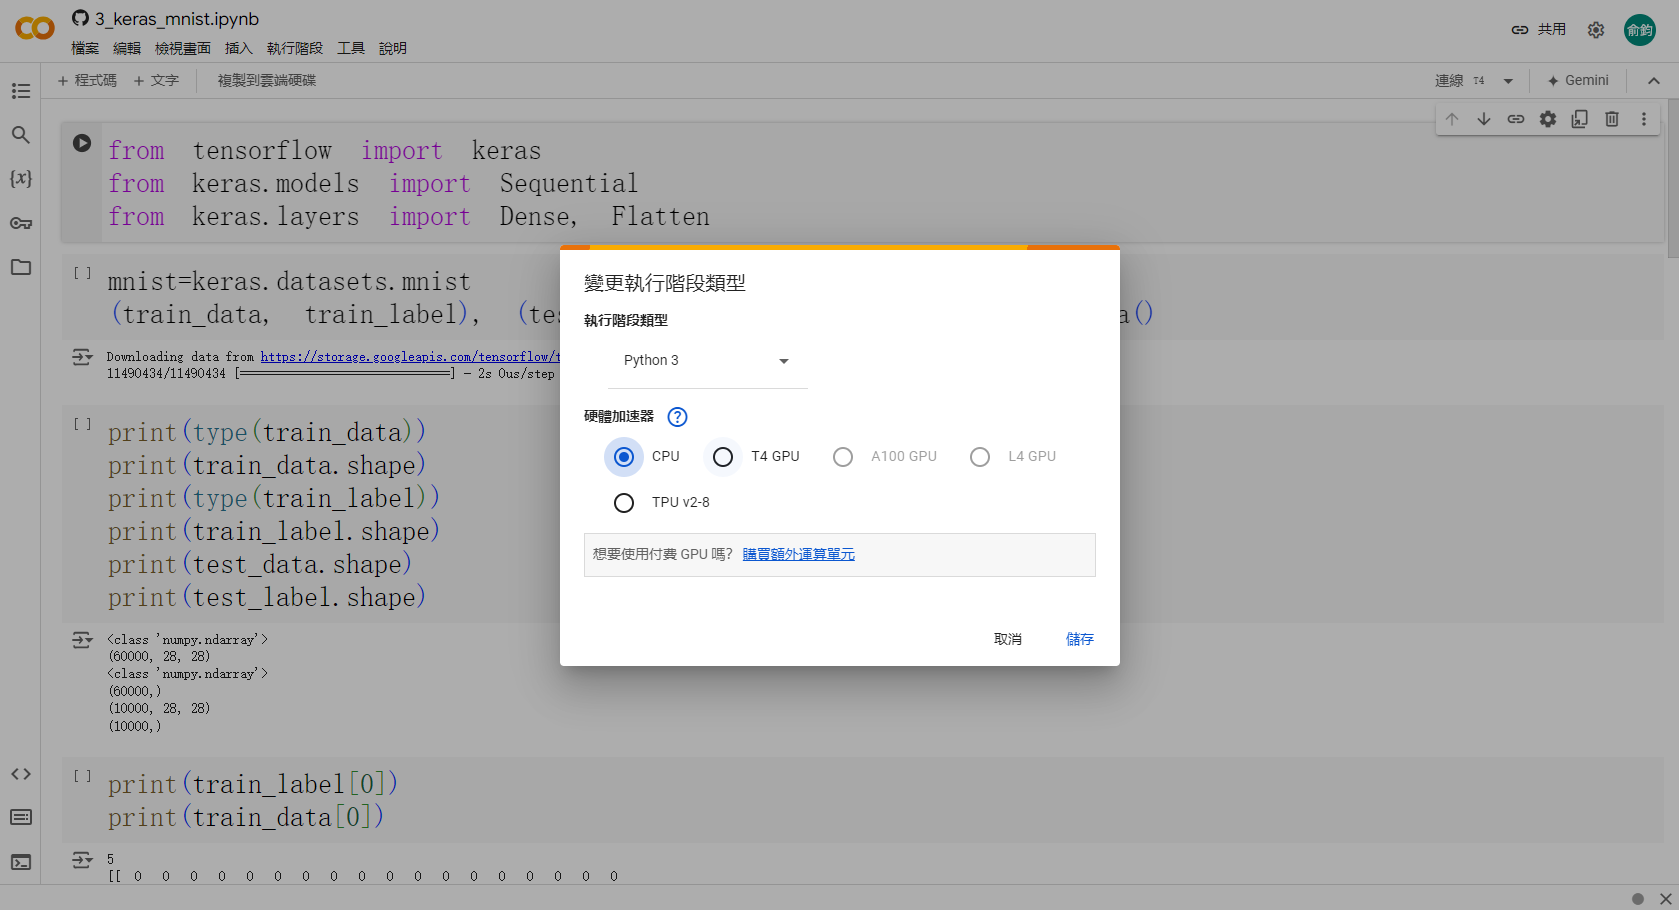 3_keras_mnist.ipynb
檔案 編輯 檢視畫面 插入 執行階段 工具 說明
共用
俞鈞
+ 程式碼 + 文字 複製到雲端硬碟
連線 T4
Gemini
from tensorflow import keras
from keras.models import Sequential
from keras.layers import Dense, Flatten
[ ] mnist=keras.datasets.mnist
(train_data, train_label), (tes
a()
Downloading data from https://storage.googleapis.com/tensorflow/t
11490434/11490434 [==============================] - 2s 0us/step
[ ] print(type(train_data))
print(train_data.shape)
print(type(train_label))
print(train_label.shape)
print(test_data.shape)
print(test_label.shape)
<class 'numpy.ndarray'>
(60000, 28, 28)
<class 'numpy.ndarray'>
(60000,)
(10000, 28, 28)
(10000,)
[ ] print(train_label[0])
print(train_data[0])
5
[[ 0 0 0 0 0 0 0 0 0 0 0 0 0 0 0 0 0 0
變更執行階段類型
執行階段類型
Python 3
硬體加速器 ?
CPU T4 GPU A100 GPU L4 GPU
TPU v2-8
想要使用付費 GPU 嗎? 購買額外運算單元
取消 儲存